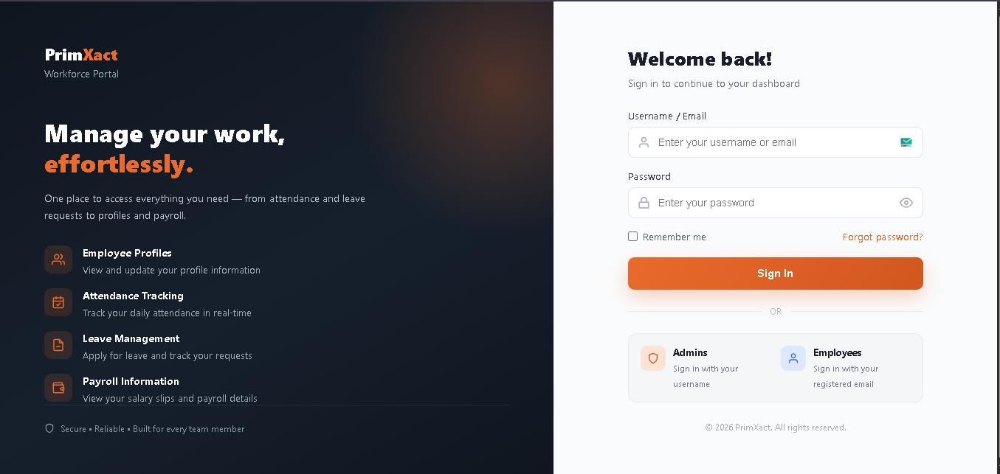 PrimXact
Workforce Portal
Manage your work,
effortlessly.
One place to access everything you need — from attendance and leave
requests to profiles and payroll.
Employee Profiles
View and update your profile information
Attendance Tracking
Track your daily attendance in real-time
Leave Management
Apply for leave and track your requests
Payroll Information
View your salary slips and payroll details
Secure • Reliable • Built for every team member
Welcome back!
Sign in to continue to your dashboard
Username / Email
Enter your username or email
Password
Enter your password
Remember me
Forgot password?
Sign In
OR
Admins
Sign in with your
username
Employees
Sign in with your
registered email
© 2026 PrimXact. All rights reserved.